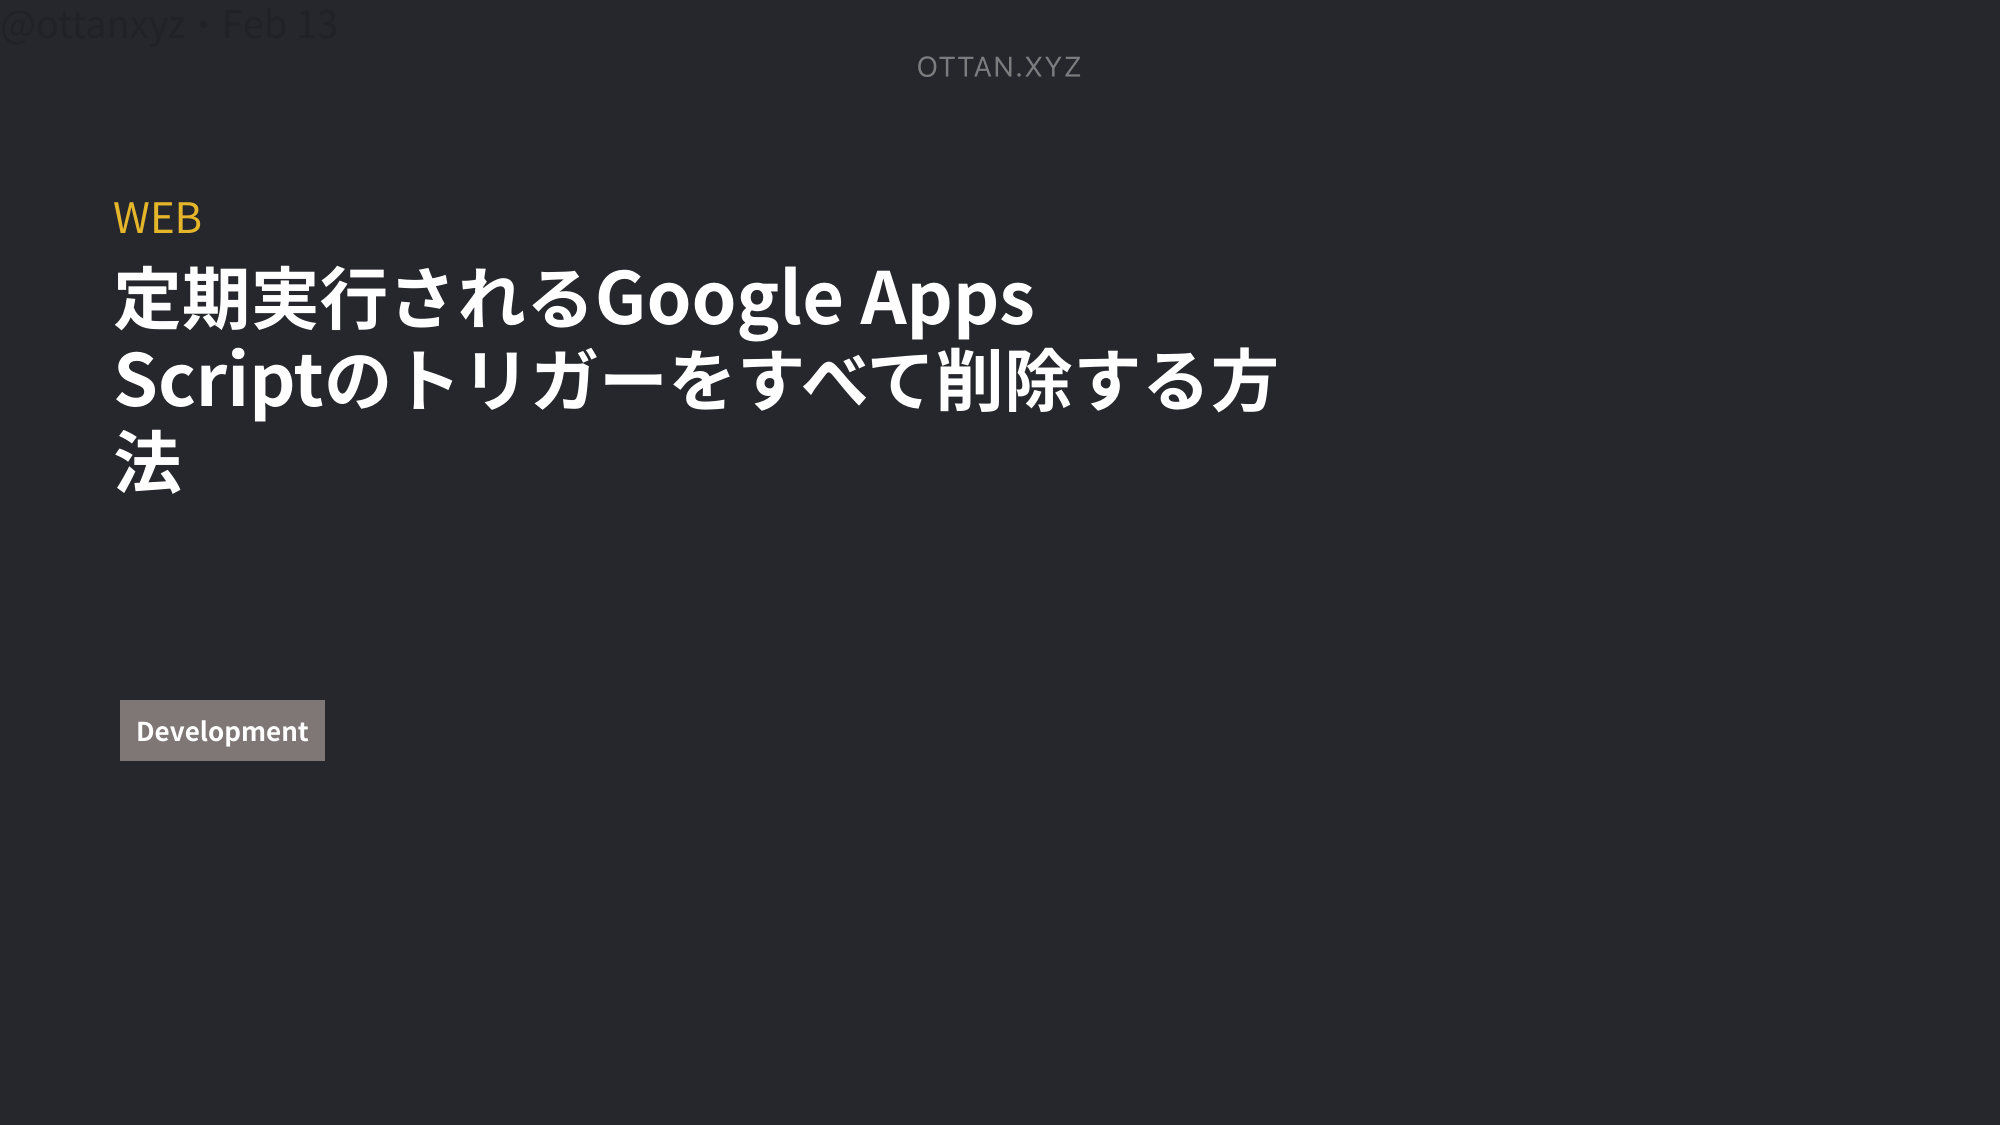 @ottanxyz・Feb 13
OTTAN.XYZ
WEB
定期実行されるGoogle Apps
Scriptのトリガーをすべて削除する方
法
Development